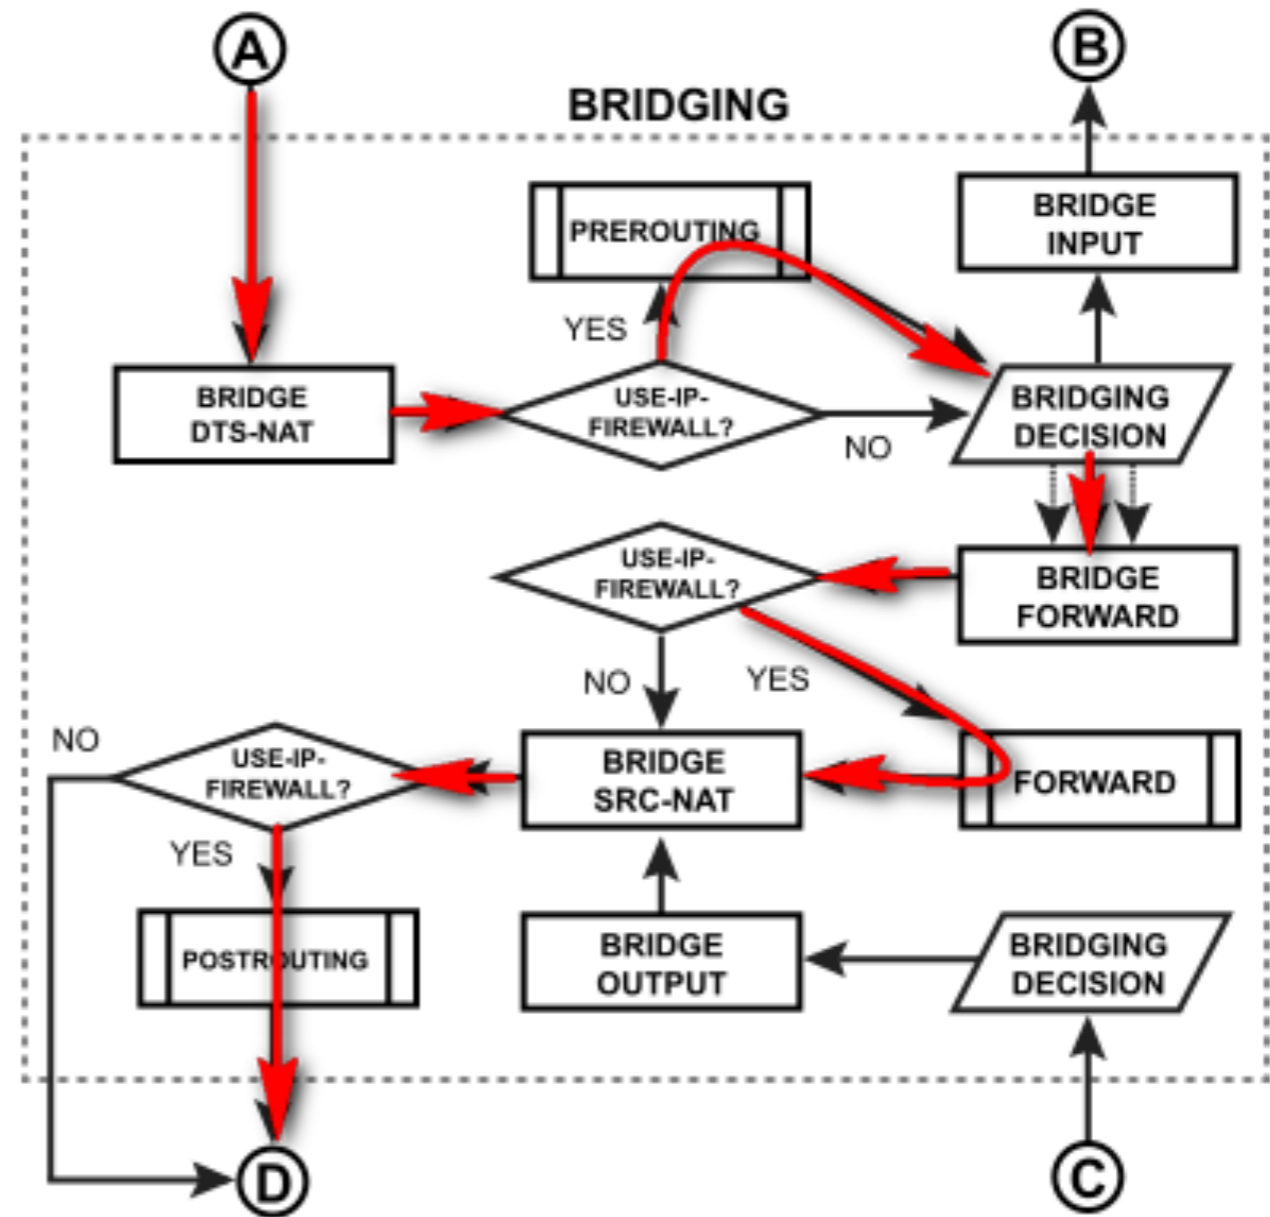 A
B
BRIDGING
PREROUTING
BRIDGE
INPUT
YES
BRIDGE
DTS-NAT
USE-IP-
FIREWALL?
NO
BRIDGING
DECISION
USE-IP-
FIREWALL?
BRIDGE
FORWARD
NO
YES
NO
USE-IP-
FIREWALL?
BRIDGE
SRC-NAT
FORWARD
YES
POSTROUTING
BRIDGE
OUTPUT
BRIDGING
DECISION
D
C